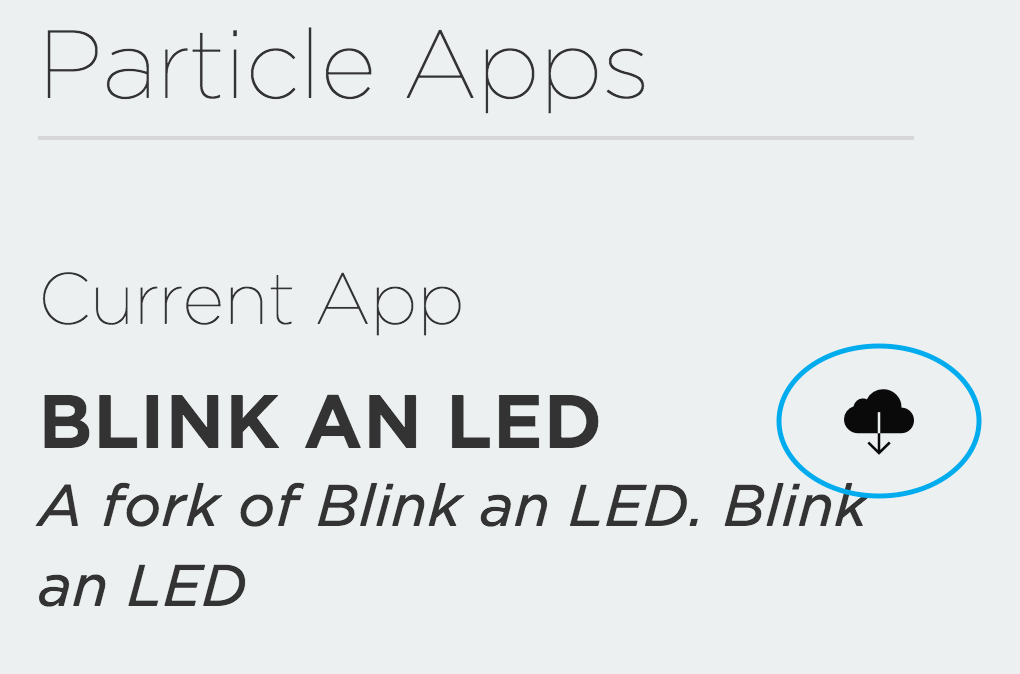 Particle Apps
Current App
BLINK AN LED
A fork of Blink an LED. Blink
an LED